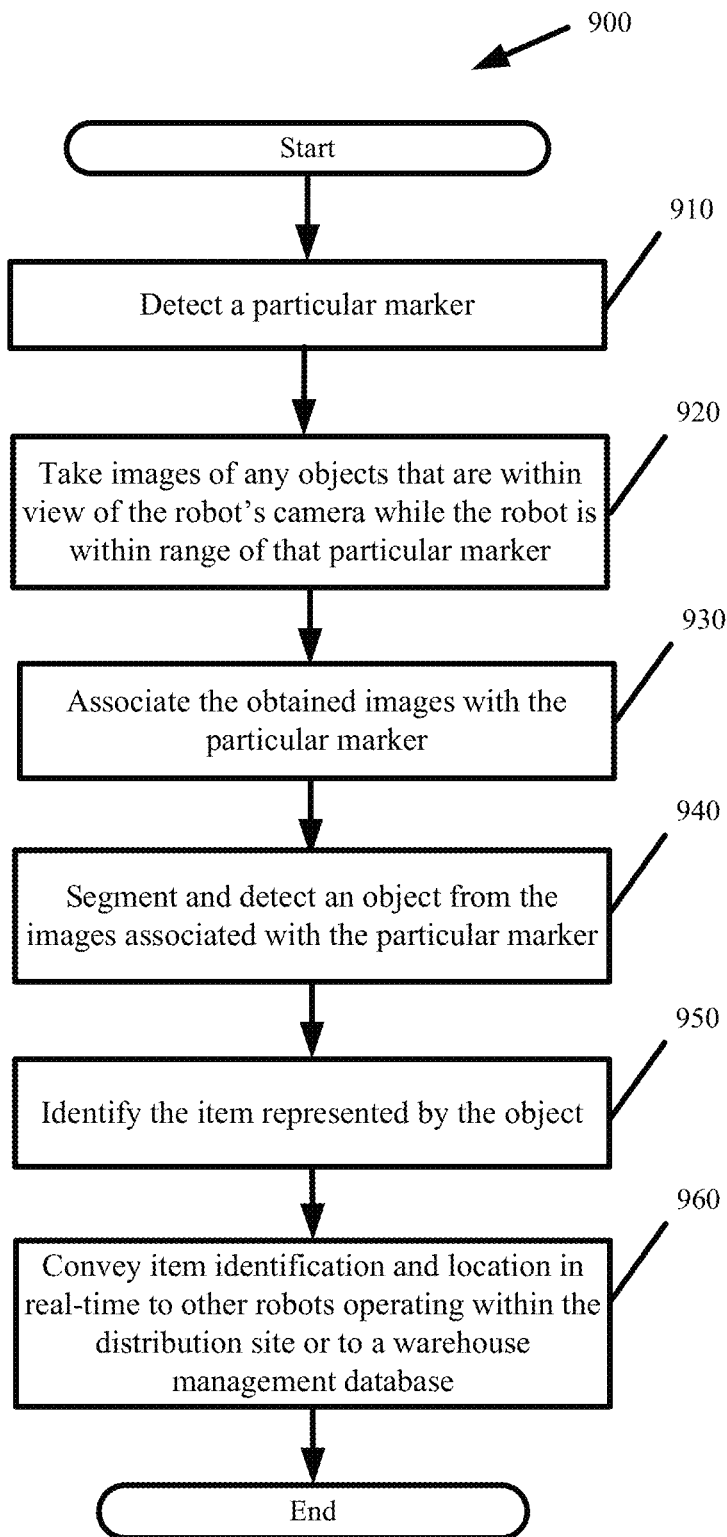 900
Start
910
Detect a particular marker
920
Take images of any objects that are within
view of the robot's camera while the robot is
within range of that particular marker
930
Associate the obtained images with the
particular marker
940
Segment and detect an object from the
images associated with the particular marker
950
Identify the item represented by the object
960
Convey item identification and location in
real-time to other robots operating within the
distribution site or to a warehouse
management database
End